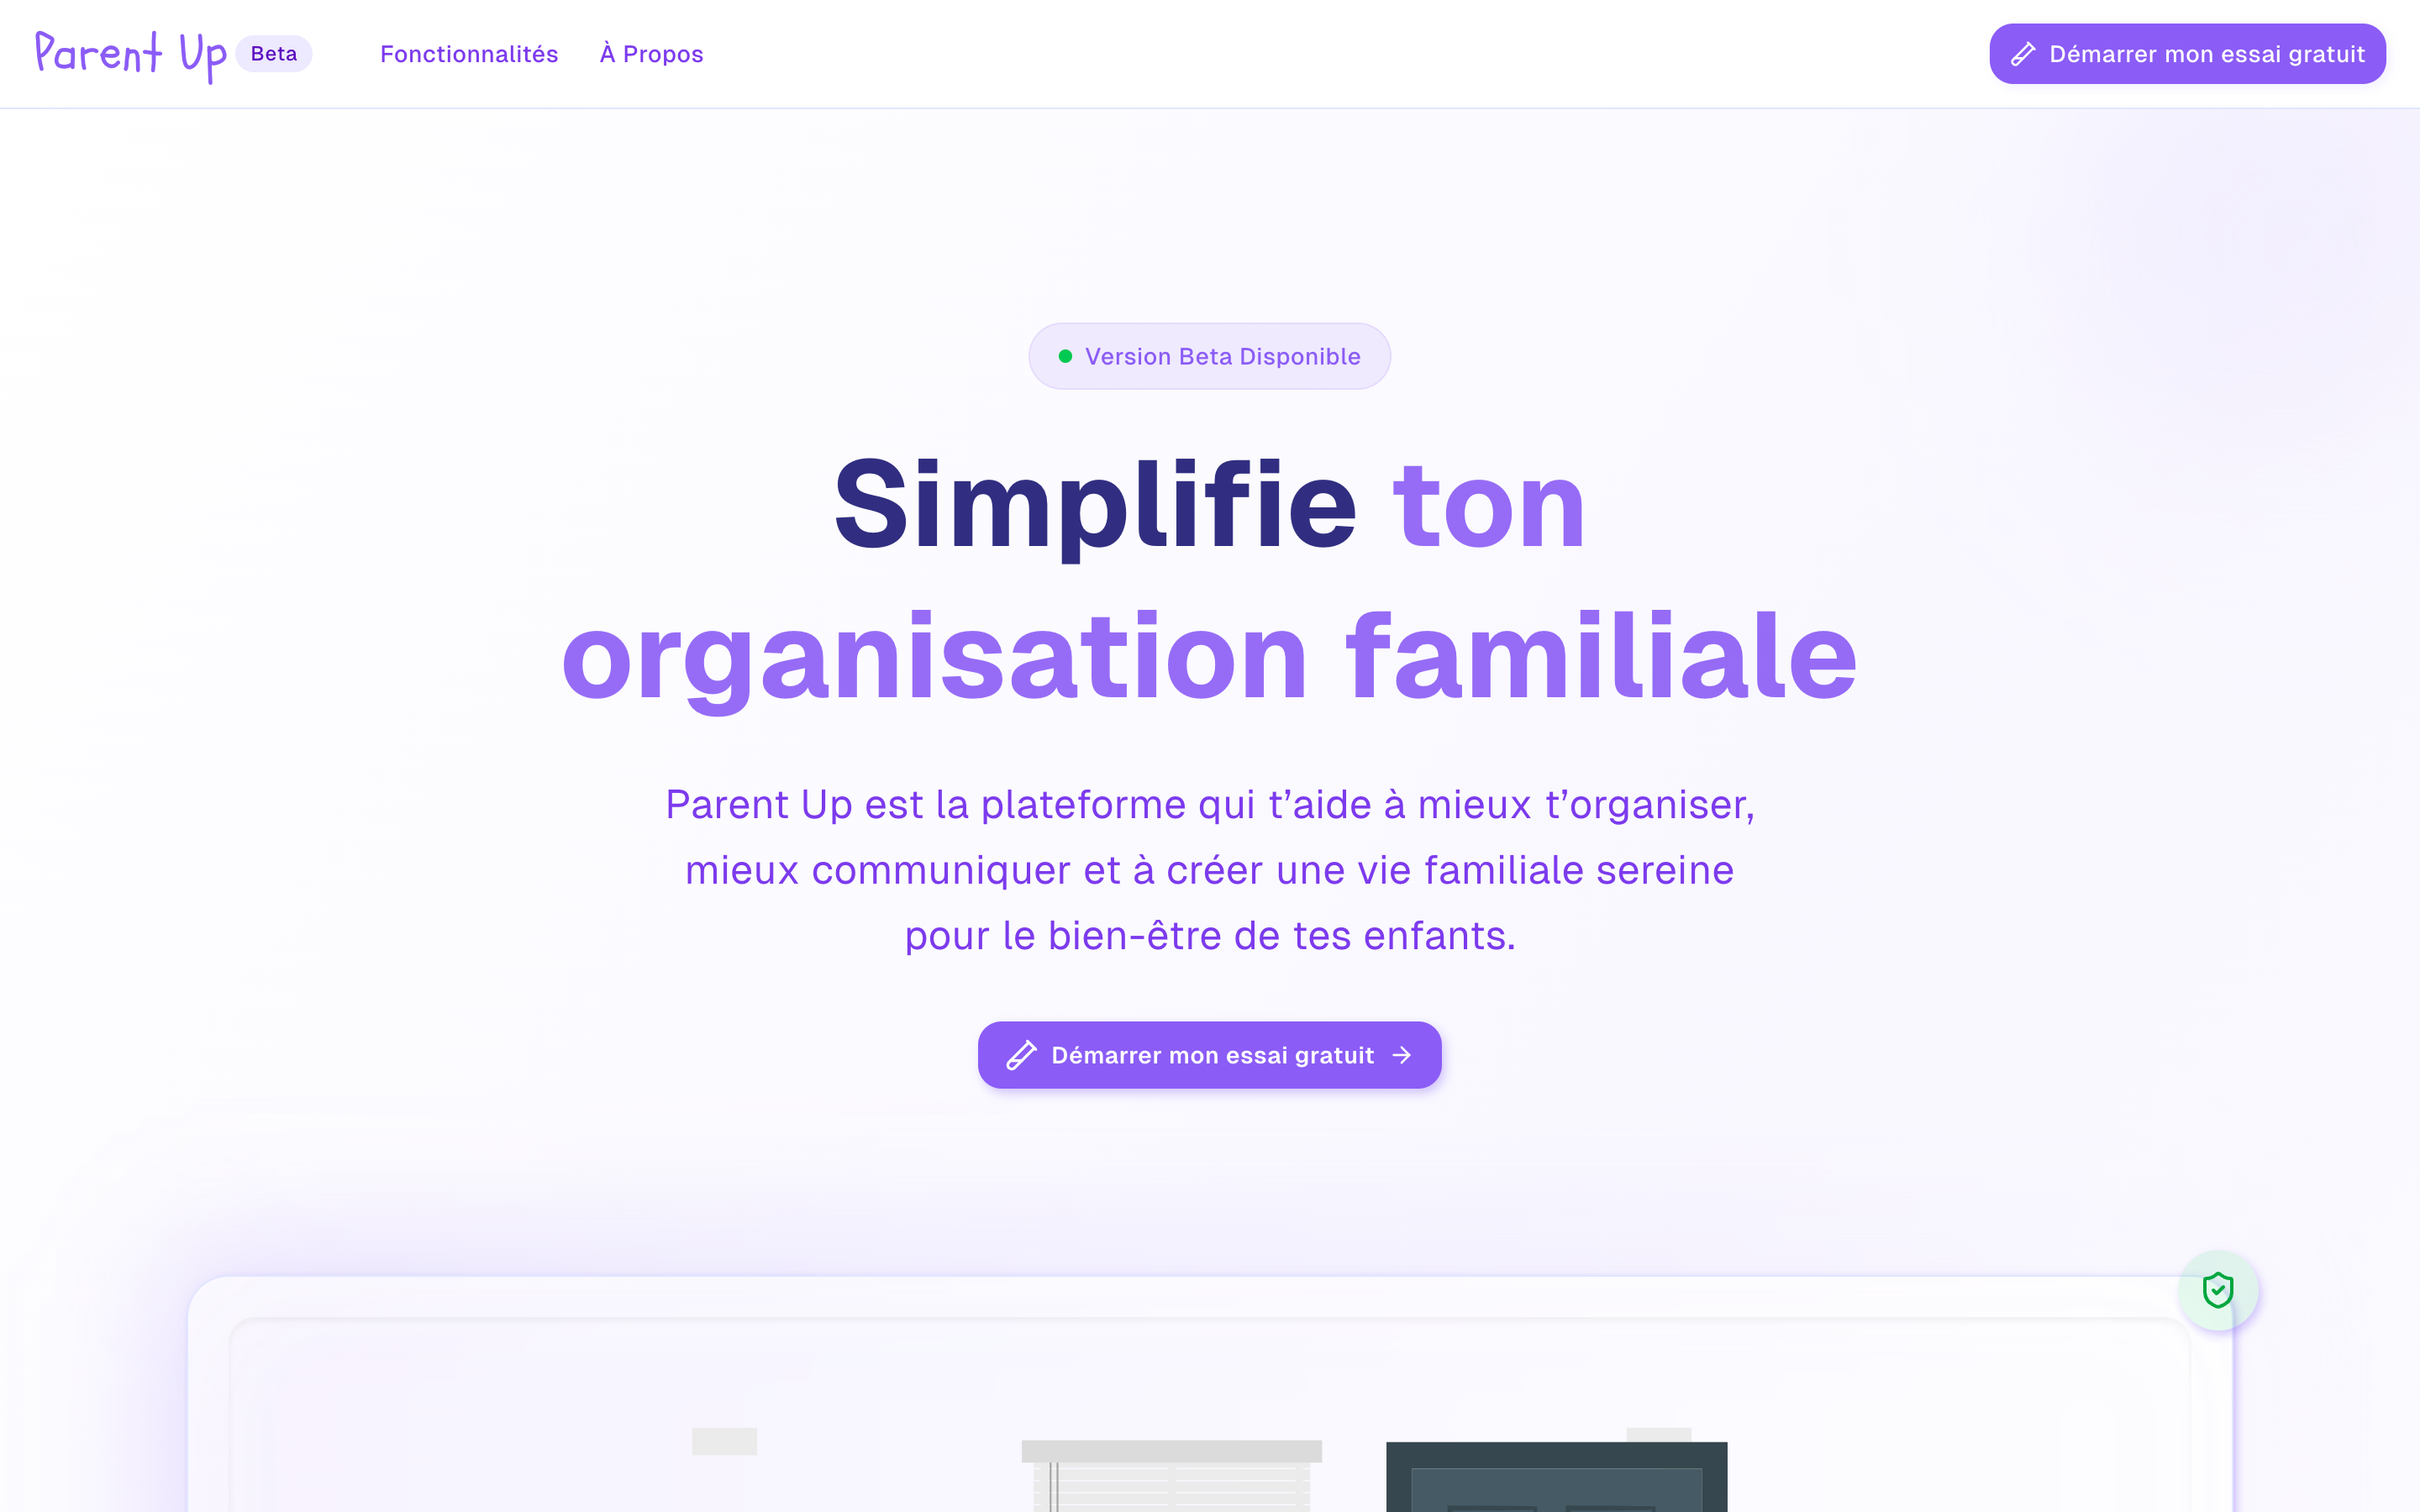 Parent Up Beta Fonctionnalités À Propos Démarrer mon essai gratuit
Version Beta Disponible
Simplifie ton
organisation familiale
Parent Up est la plateforme qui t’aide à mieux t’organiser,
mieux communiquer et à créer une vie familiale sereine
pour le bien-être de tes enfants.
Démarrer mon essai gratuit